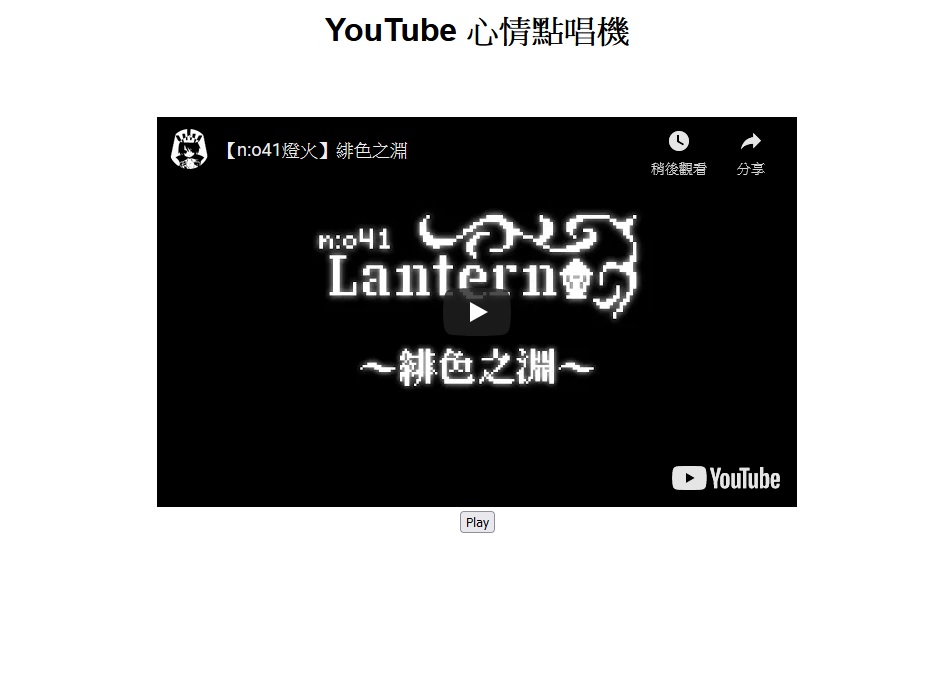 YouTube 心情點唱機
【n:o41燈火】緋色之淵
稍後觀看
分享
n:o41
Lantern
～緋色之淵～
YouTube
Play